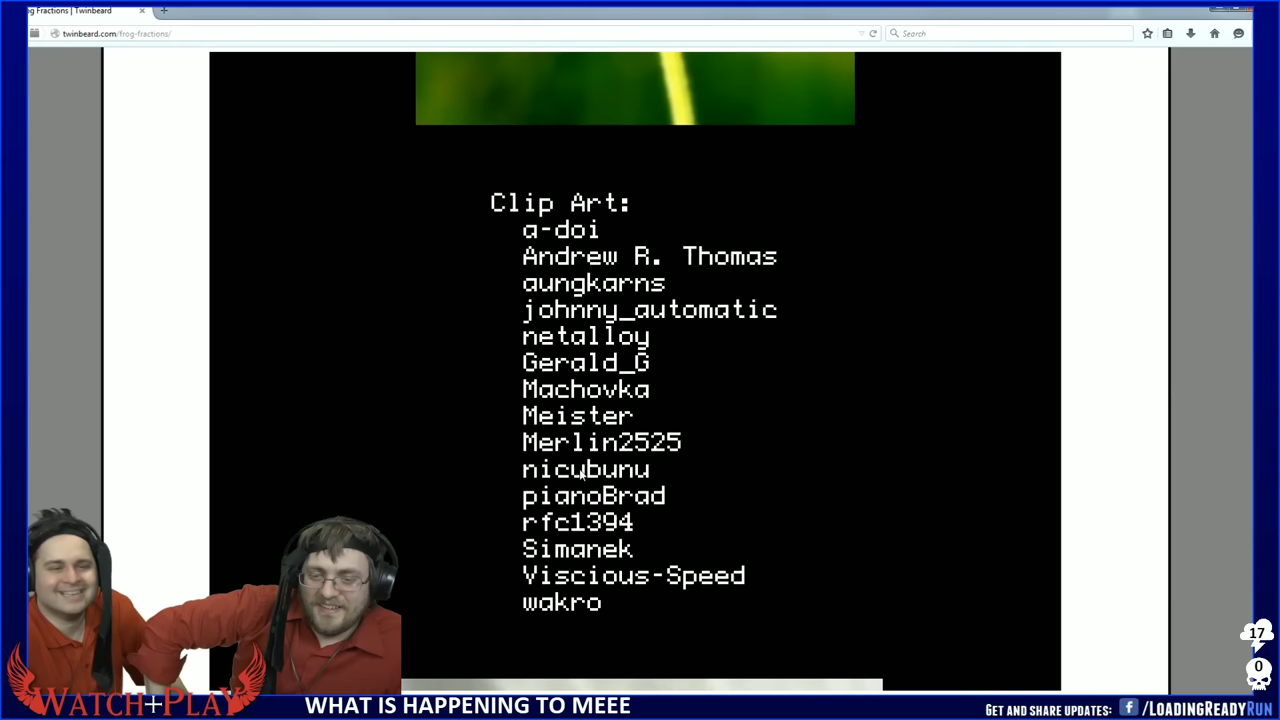 og Fractions | Twinbeard
twinbeard.com/frog-fractions/
Search
Clip Art:
a-doi
Andrew R. Thomas
aungkarns
johnny_automatic
netalloy
Gerald_G
Machovka
Meister
Merlin2525
nicubunu
pianoBrad
rfc1394
Simanek
Viscious-Speed
wakro
17
0
WATCH+PLAY
WHAT IS HAPPENING TO MEEE
GET AND SHARE UPDATES: f /LOADINGREADYRUN